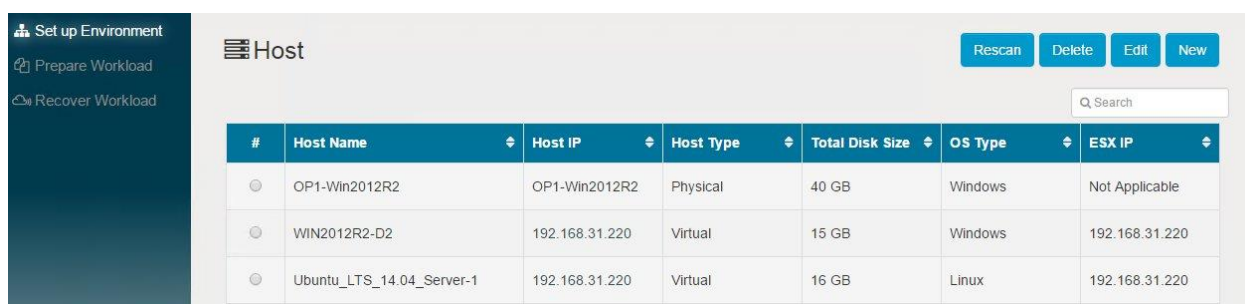 Set up Environment
Prepare Workload
Recover Workload
Host
Rescan Delete Edit New
Search
# Host Name Host IP Host Type Total Disk Size OS Type ESX IP
OP1-Win2012R2 OP1-Win2012R2 Physical 40 GB Windows Not Applicable
WIN2012R2-D2 192.168.31.220 Virtual 15 GB Windows 192.168.31.220
Ubuntu_LTS_14.04_Server-1 192.168.31.220 Virtual 16 GB Linux 192.168.31.220